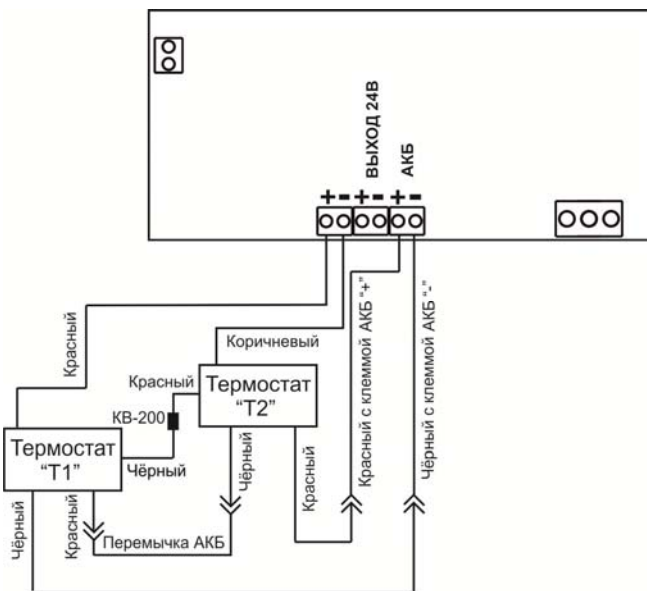 ВЫХОД 24В
АКБ
+ - + - + -
Красный
Коричневый
Красный
КВ-200
Термостат
“Т1”
Термостат
“Т2”
Чёрный
Чёрный
Красный
Красный с клеммой АКБ “+”
Чёрный с клеммой АКБ “-”
Чёрный
Красный
Перемычка АКБ